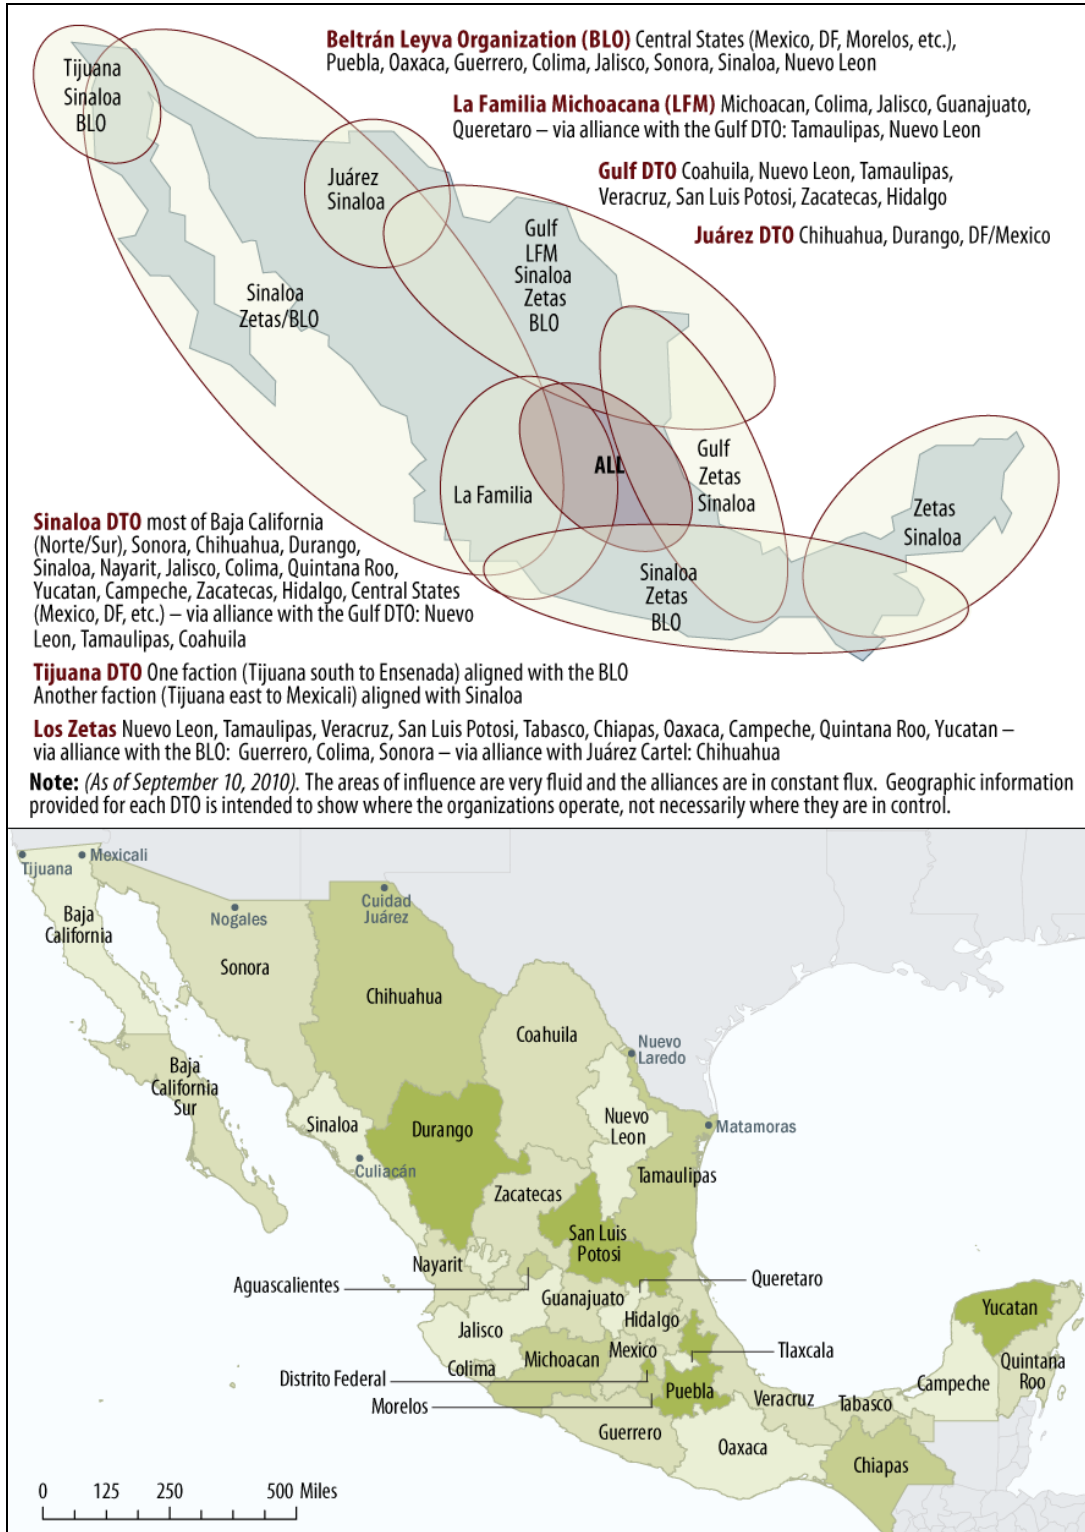 Beltrán Leyva Organization (BLO) Central States (Mexico, DF, Morelos, etc.),
Puebla, Oaxaca, Guerrero, Colima, Jalisco, Sonora, Sinaloa, Nuevo Leon
La Familia Michoacana (LFM) Michoacan, Colima, Jalisco, Guanajuato,
Queretaro – via alliance with the Gulf DTO: Tamaulipas, Nuevo Leon
Gulf DTO Coahuila, Nuevo Leon, Tamaulipas,
Veracruz, San Luis Potosi, Zacatecas, Hidalgo
Juárez DTO Chihuahua, Durango, DF/Mexico
Tijuana
Sinaloa
BLO
Juárez
Sinaloa
Gulf
LFM
Sinaloa
Zetas
BLO
Sinaloa
Zetas/BLO
La Familia
ALL
Gulf
Zetas
Sinaloa
Zetas
Sinaloa
Sinaloa
Zetas
BLO
Sinaloa DTO most of Baja California
(Norte/Sur), Sonora, Chihuahua, Durango,
Sinaloa, Nayarit, Jalisco, Colima, Quintana Roo,
Yucatan, Campeche, Zacatecas, Hidalgo, Central States
(Mexico, DF, etc.) – via alliance with the Gulf DTO: Nuevo
Leon, Tamaulipas, Coahuila
Tijuana DTO One faction (Tijuana south to Ensenada) aligned with the BLO
Another faction (Tijuana east to Mexicali) aligned with Sinaloa
Los Zetas Nuevo Leon, Tamaulipas, Veracruz, San Luis Potosi, Tabasco, Chiapas, Oaxaca, Campeche, Quintana Roo, Yucatan –
via alliance with the BLO: Guerrero, Colima, Sonora – via alliance with Juárez Cartel: Chihuahua
Note: (As of September 10, 2010). The areas of influence are very fluid and the alliances are in constant flux. Geographic information
provided for each DTO is intended to show where the organizations operate, not necessarily where they are in control.
Tijuana
Mexicali
Nogales
Cuidad
Juárez
Baja
California
Sonora
Chihuahua
Coahuila
Nuevo
Laredo
Baja
California
Sur
Sinaloa
Durango
Nuevo
Leon
Matamoras
Culiacán
Zacatecas
Tamaulipas
San Luis
Potosi
Nayarit
Aguascalientes
Queretaro
Guanajuato
Hidalgo
Yucatan
Jalisco
Mexico
Tlaxcala
Colima
Michoacan
Distrito Federal
Puebla
Morelos
Veracruz
Tabasco
Campeche
Quintana
Roo
Guerrero
Oaxaca
Chiapas
0 125 250 500 Miles